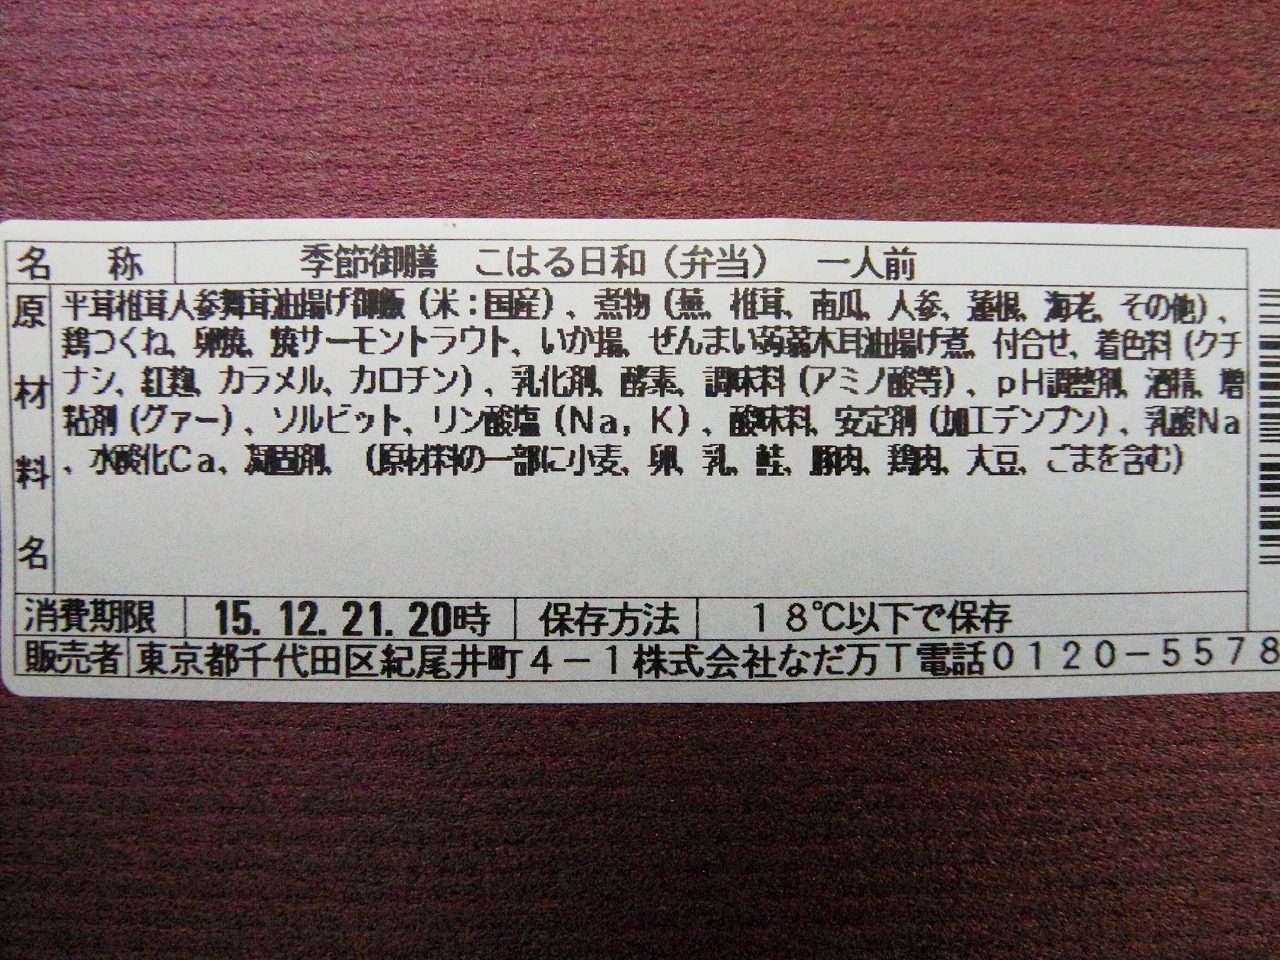 名称 季節御膳 こはる日和（弁当） 一人前
原材料名 平茸椎茸人参舞茸油揚げ御飯（米：国産）、煮物（蕪、椎茸、南瓜、人参、蓮根、海老、その他）、
鶏つくね、卵焼、焼サーモントラウト、いか揚、ぜんまい蒟蒻木耳油揚げ煮、付合せ、着色料（クチ
ナシ、紅麹、カラメル、カロチン）、乳化剤、酵素、調味料（アミノ酸等）、ｐＨ調整剤、酒精、増
粘剤（グァー）、ソルビット、リン酸塩（Ｎａ，Ｋ）、酸味料、安定剤（加工デンプン）、乳酸Ｎａ
、水酸化Ｃａ、凝固剤、（原材料の一部に小麦、卵、乳、鮭、豚肉、鶏肉、大豆、ごまを含む）
消費期限 15.12.21.20時 保存方法 １８℃以下で保存
販売者 東京都千代田区紀尾井町４－１株式会社なだ万Ｔ電話０１２０－５５７８